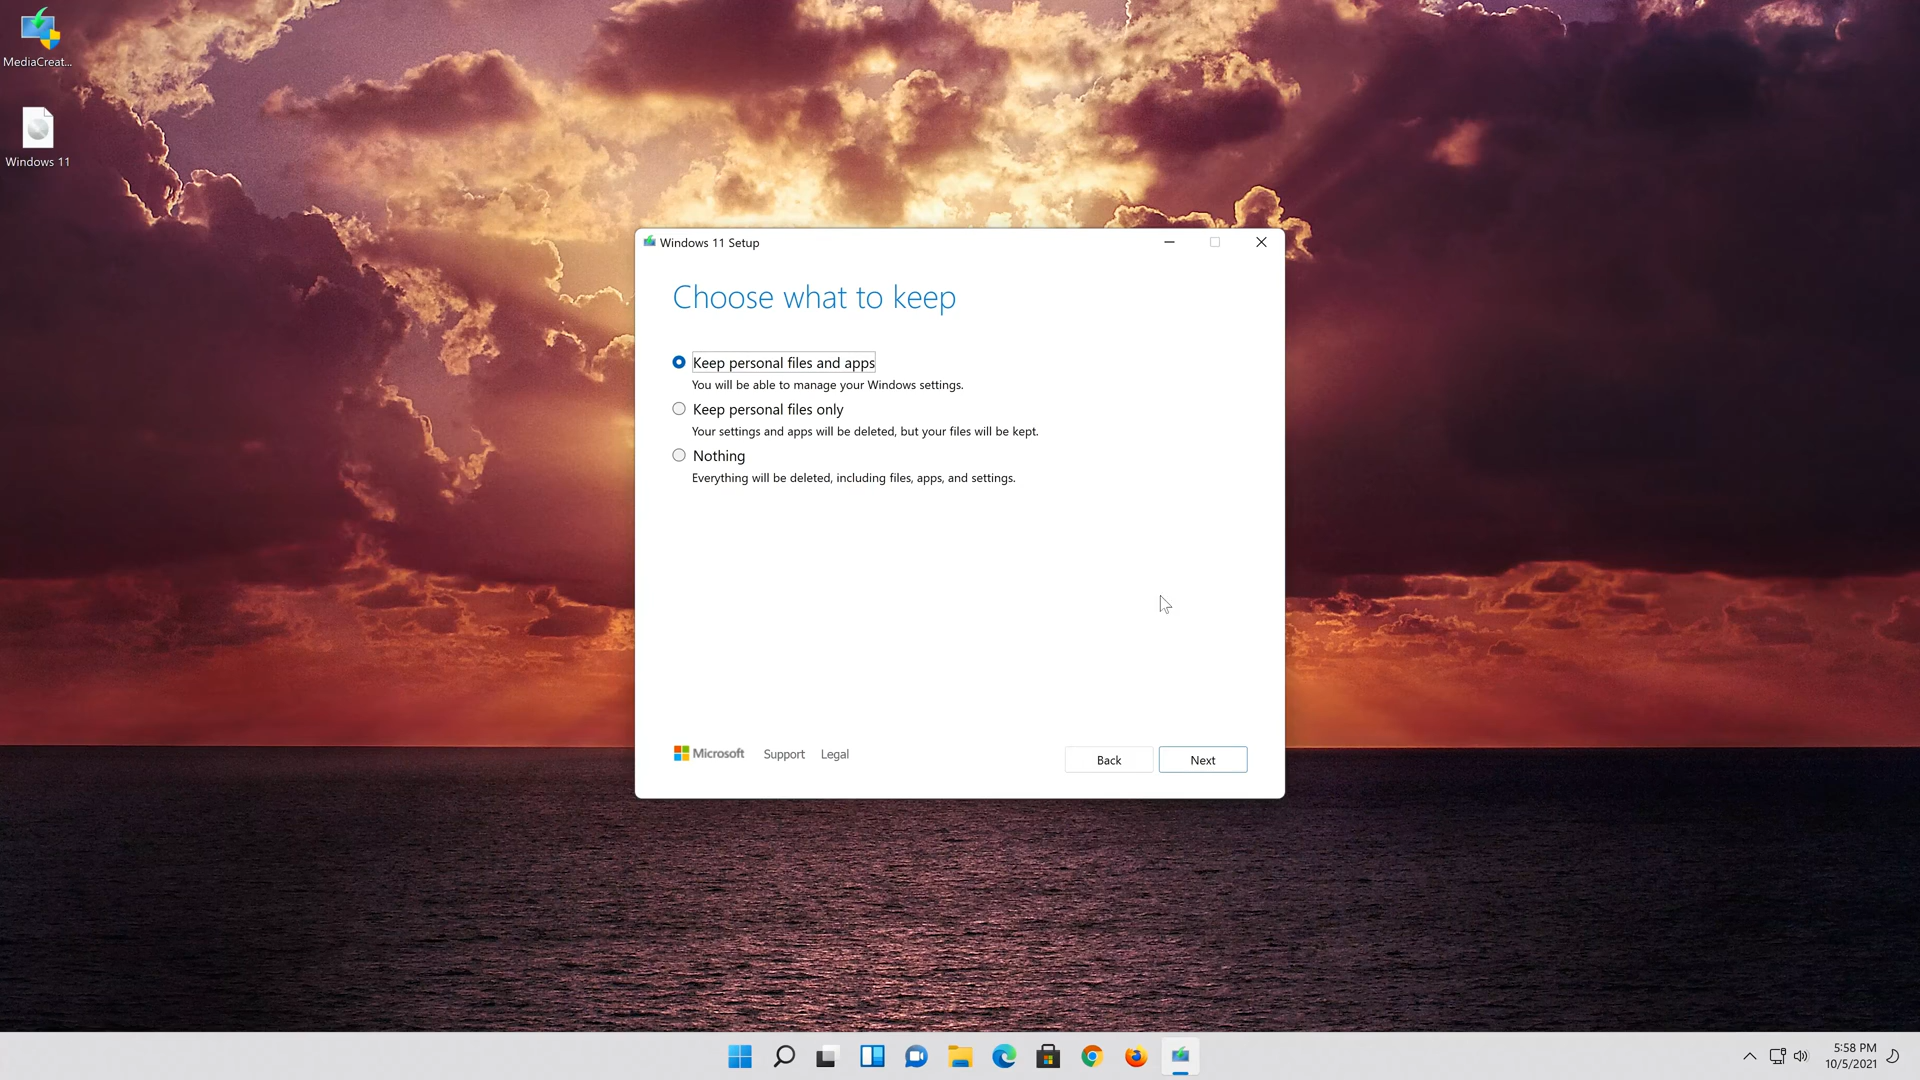 MediaCreat...
Windows 11
Windows 11 Setup
Choose what to keep
Keep personal files and apps
You will be able to manage your Windows settings.
Keep personal files only
Your settings and apps will be deleted, but your files will be kept.
Nothing
Everything will be deleted, including files, apps, and settings.
Microsoft Support Legal
Back Next
5:58 PM
10/5/2021